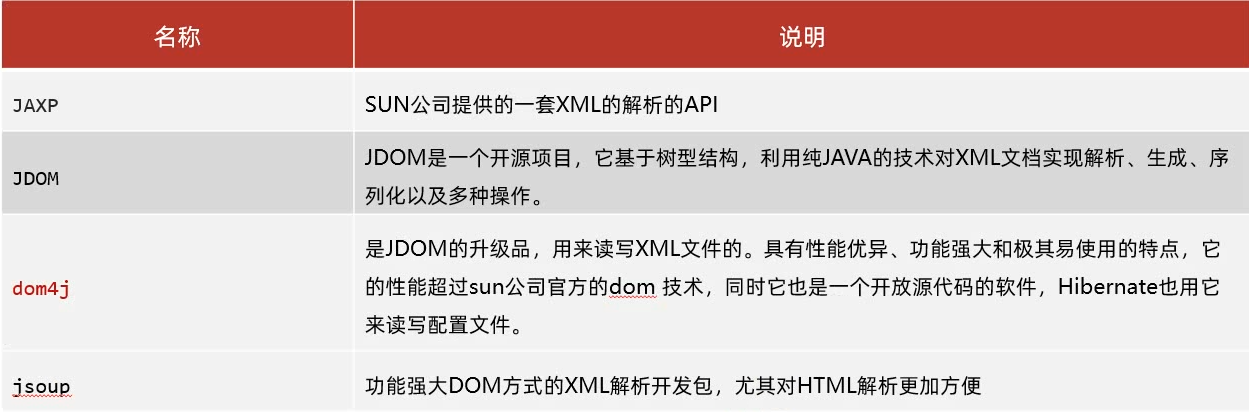 名称
说明
JAXP
SUN公司提供的一套XML的解析的API
JDOM
JDOM是一个开源项目，它基于树型结构，利用纯JAVA的技术对XML文档实现解析、生成、序
列化以及多种操作。
dom4j
是JDOM的升级品，用来读写XML文件的。具有性能优异、功能强大和极其易使用的特点，它
的性能超过sun公司官方的dom 技术，同时它也是一个开放源代码的软件，Hibernate也用它
来读写配置文件。
jsoup
功能强大DOM方式的XML解析开发包，尤其对HTML解析更加方便